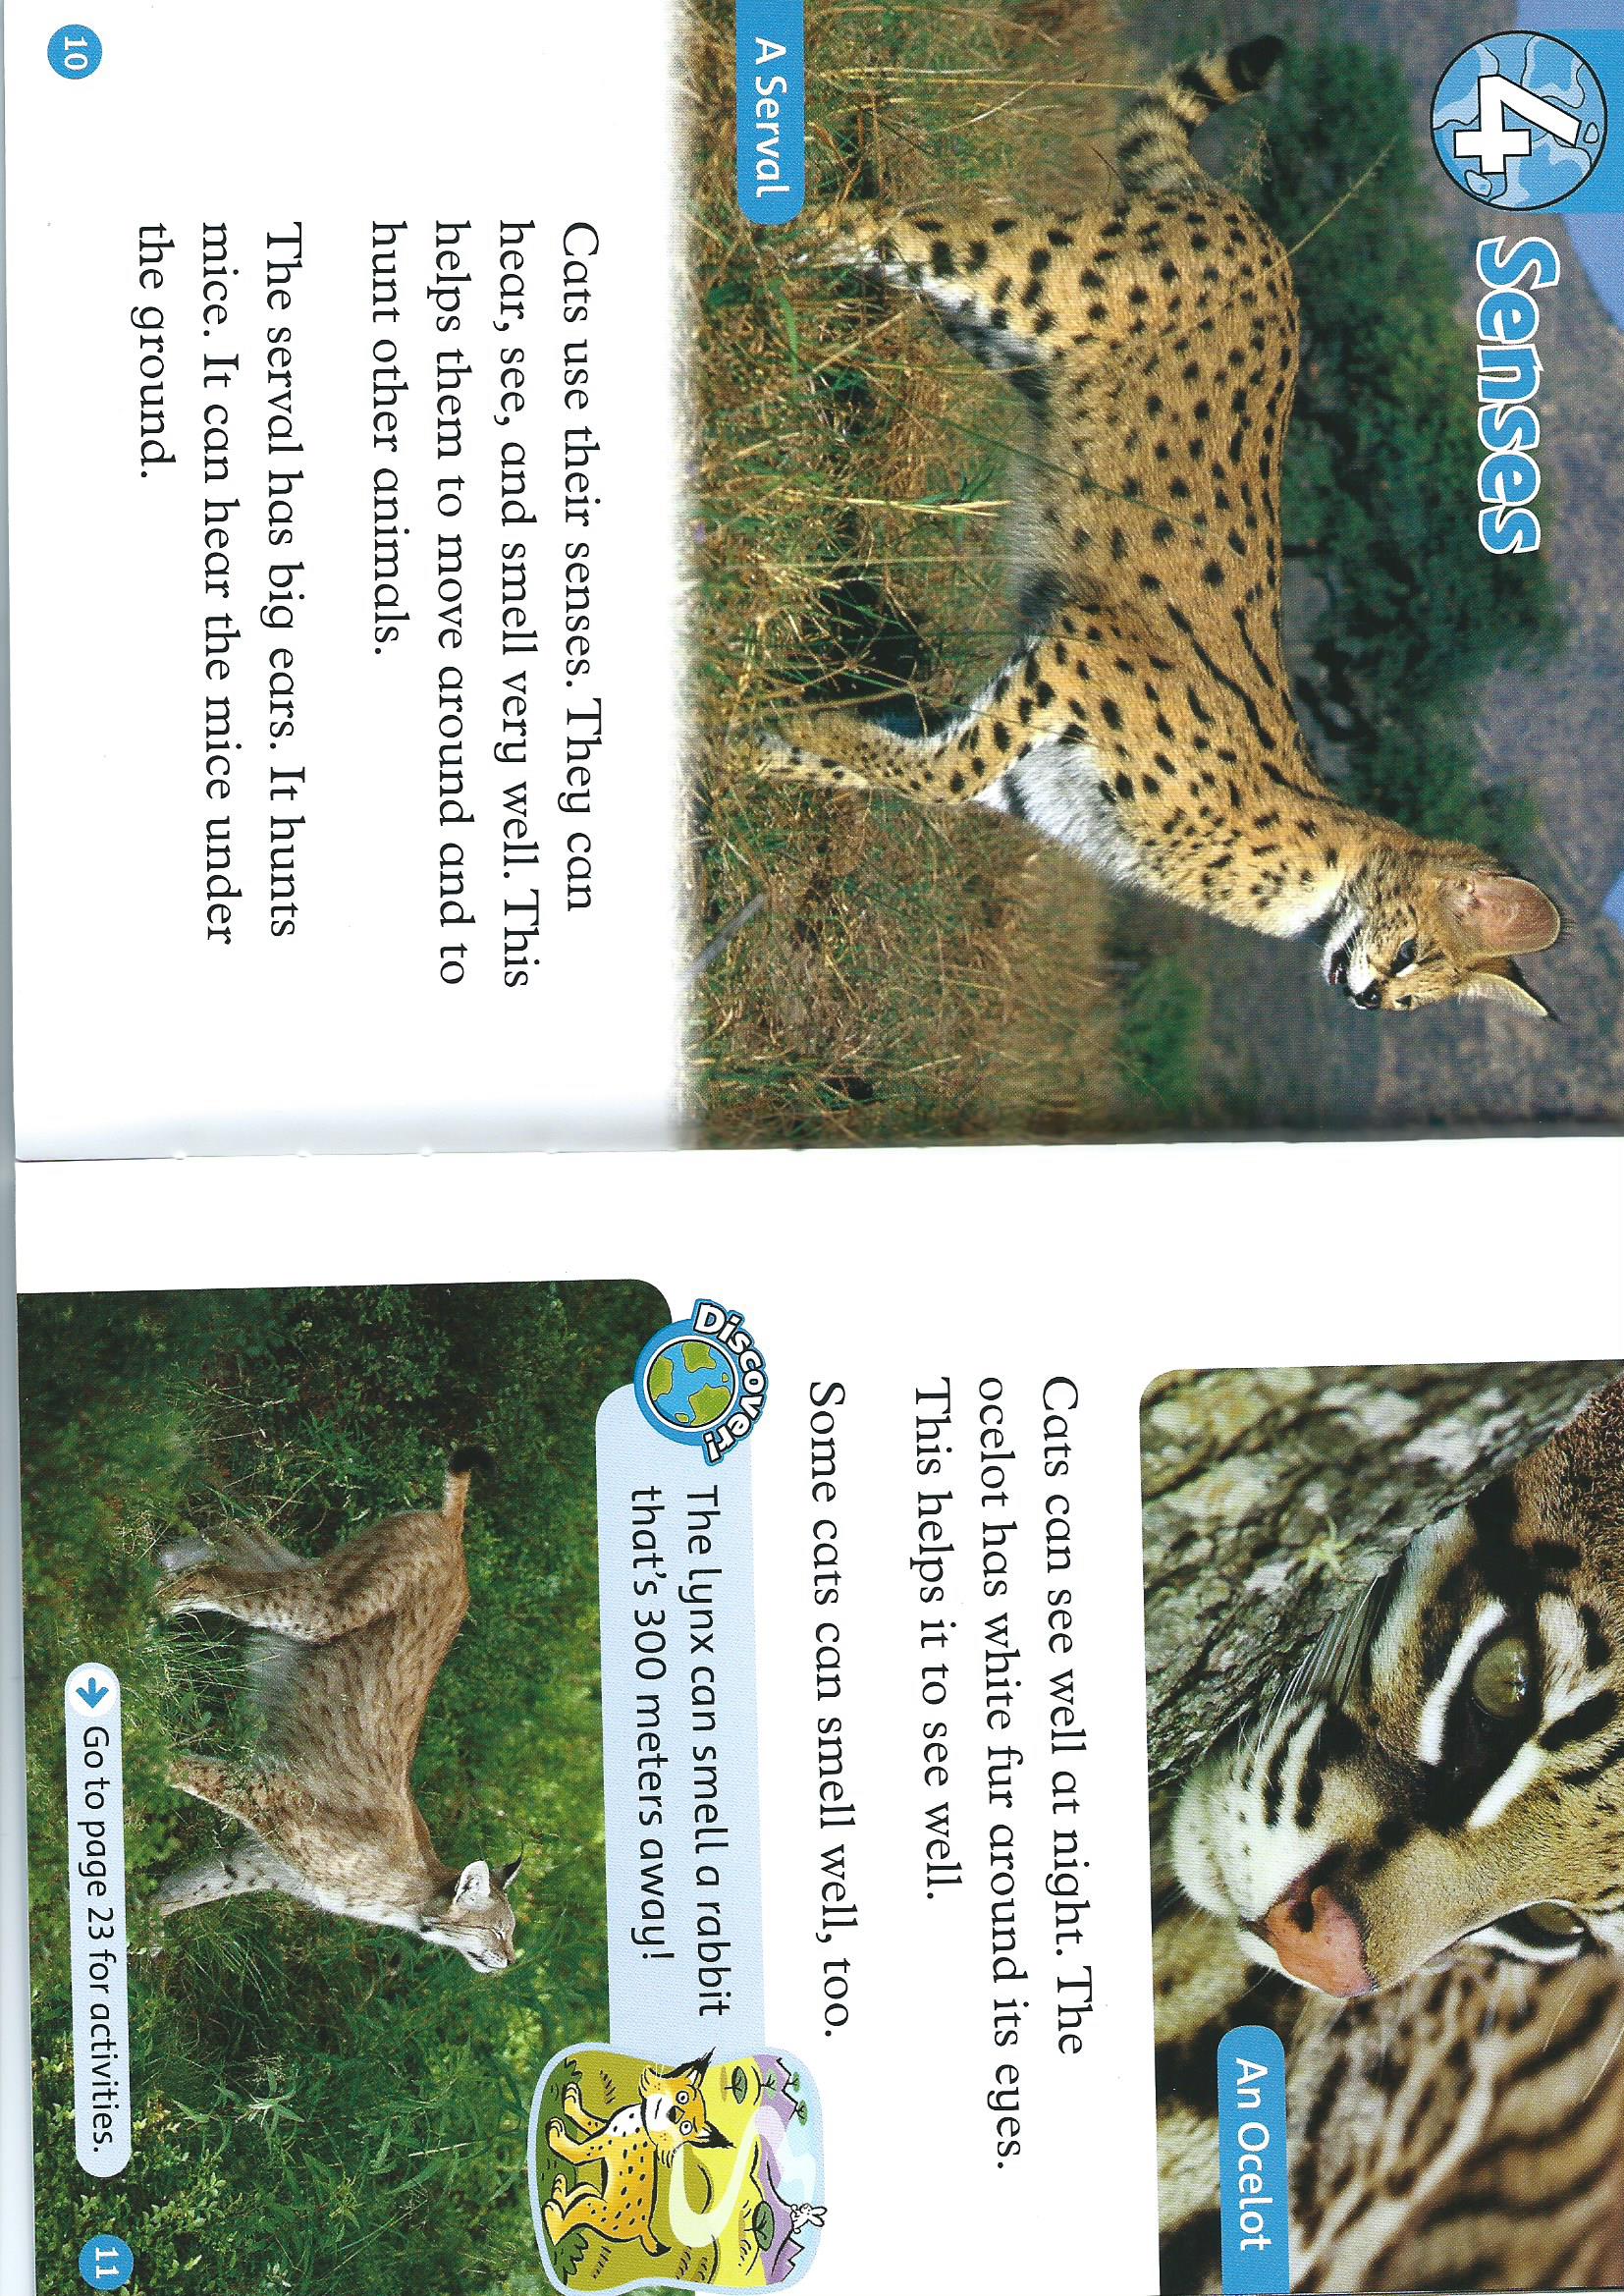 4 Senses
A Serval
Cats use their senses. They can
hear, see, and smell very well. This
helps them to move around and to
hunt other animals.
The serval has big ears. It hunts
mice. It can hear the mice under
the ground.
10
An Ocelot
Cats can see well at night. The
ocelot has white fur around its eyes.
This helps it to see well.
Some cats can smell well, too.
Discover!
The lynx can smell a rabbit
that's 300 meters away!
Go to page 23 for activities.
11